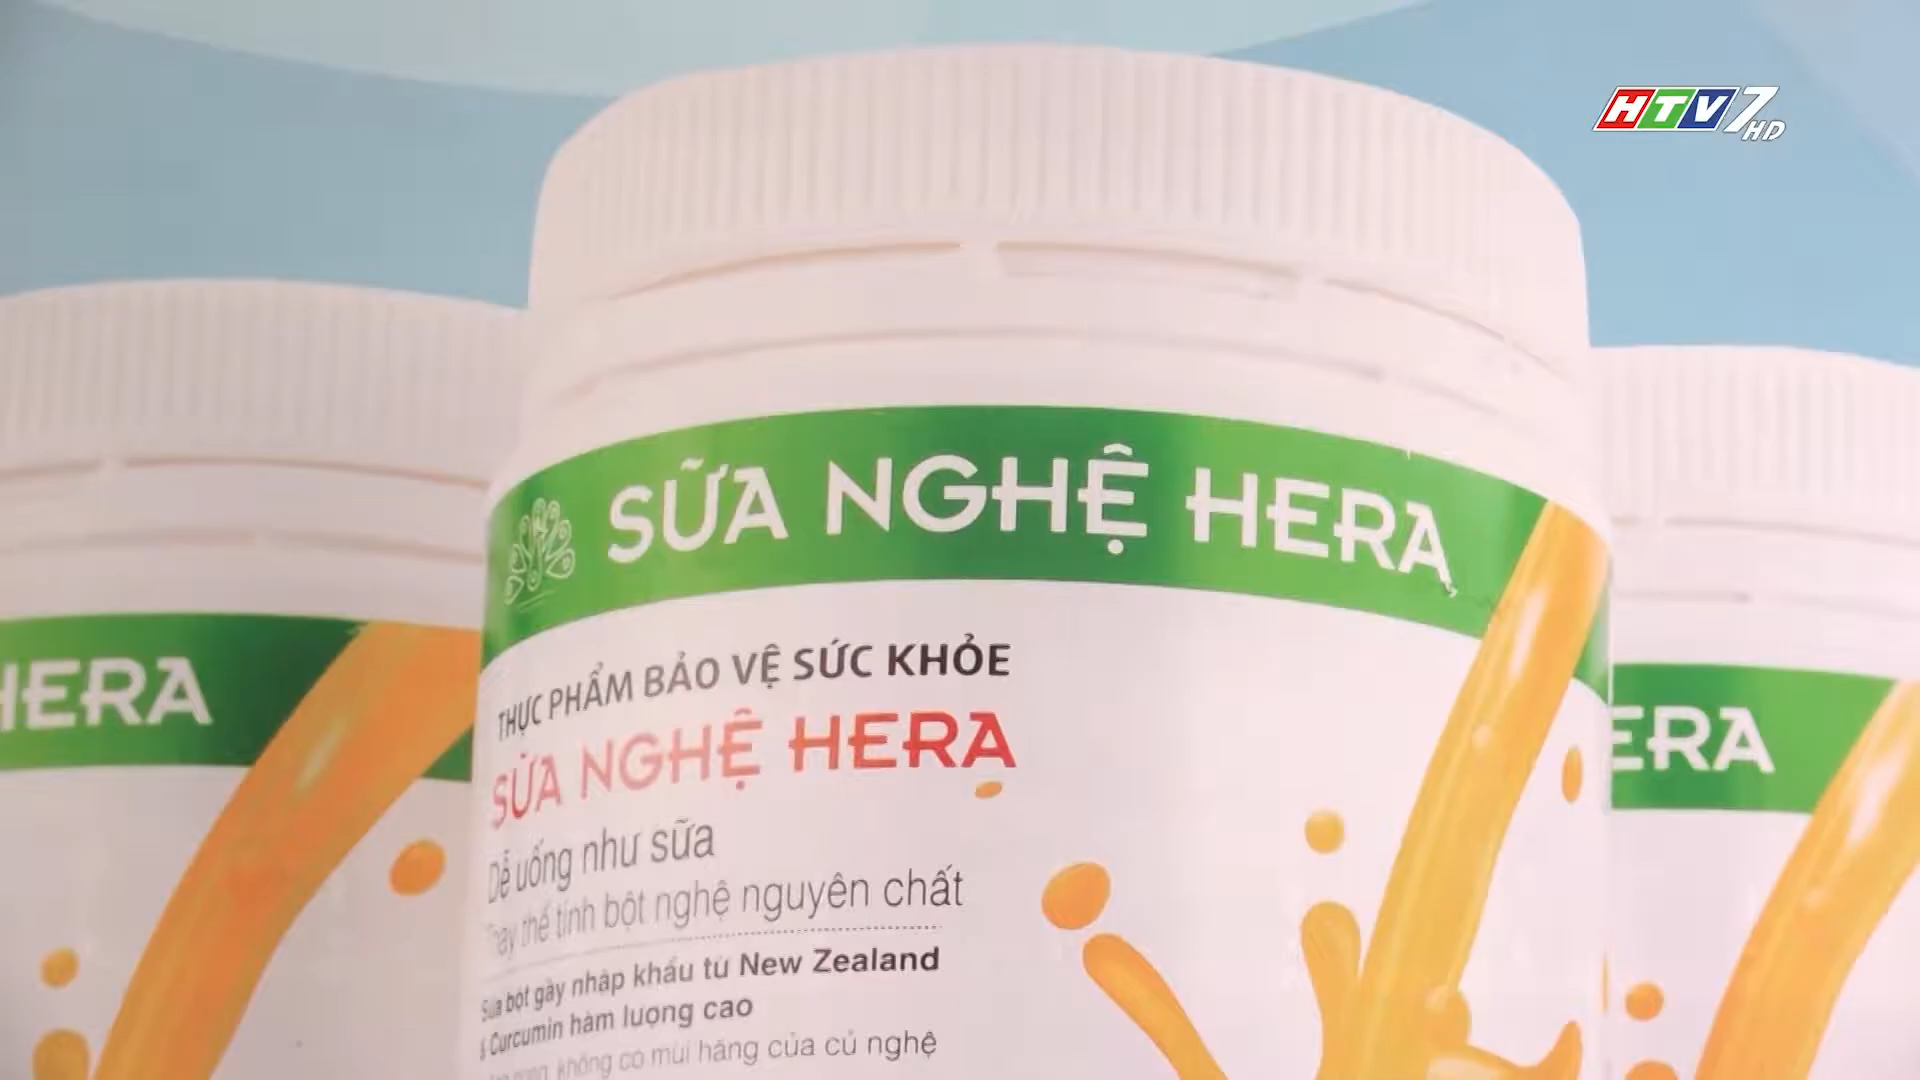 HTV7
HD
SỮA NGHỆ HERA
THỰC PHẨM BẢO VỆ SỨC KHỎE
SỮA NGHỆ HERA
Dễ uống như sữa
Thay thế tinh bột nghệ nguyên chất
Sữa bột gầy nhập khẩu từ New Zealand
& Curcumin hàm lượng cao
không có mùi hăng của củ nghệ
HERA
ERA